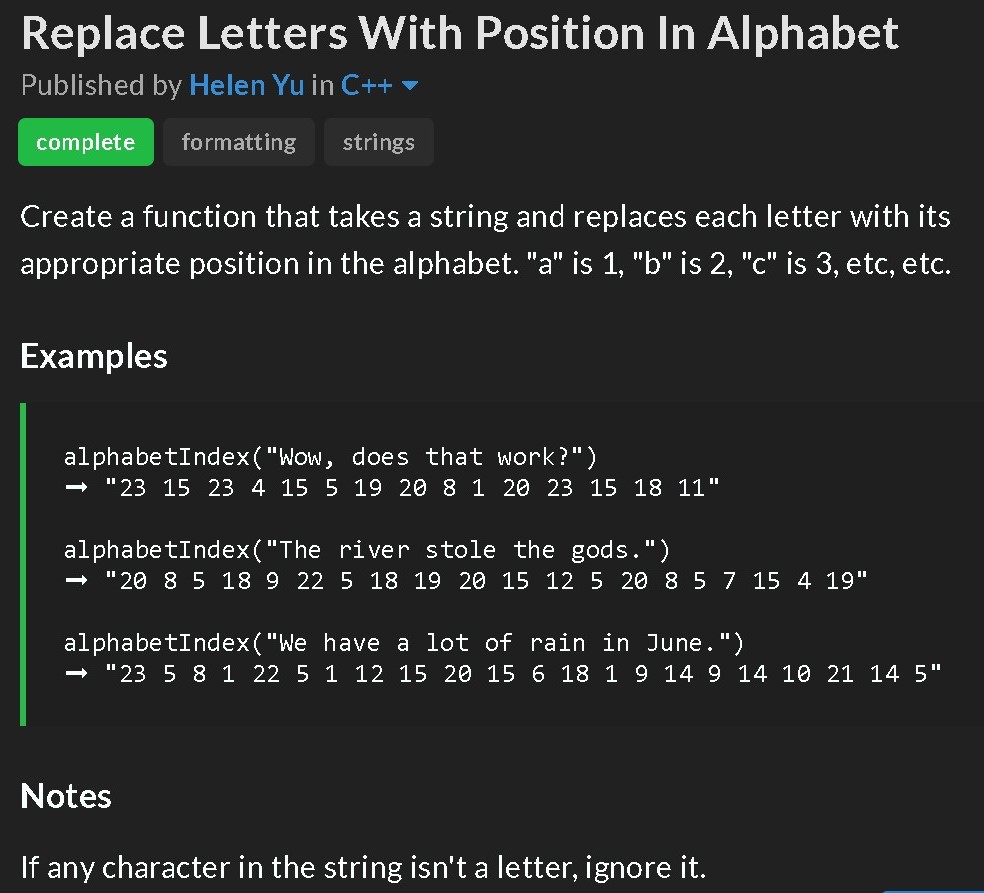 Replace Letters With Position In Alphabet
Published by Helen Yu in C++
complete formatting strings
Create a function that takes a string and replaces each letter with its
appropriate position in the alphabet. "a" is 1, "b" is 2, "c" is 3, etc, etc.
Examples
alphabetIndex("Wow, does that work?")
➞ "23 15 23 4 15 5 19 20 8 1 20 23 15 18 11"
alphabetIndex("The river stole the gods.")
➞ "20 8 5 18 9 22 5 18 19 20 15 12 5 20 8 5 7 15 4 19"
alphabetIndex("We have a lot of rain in June.")
➞ "23 5 8 1 22 5 1 12 15 20 15 6 18 1 9 14 9 14 10 21 14 5"
Notes
If any character in the string isn't a letter, ignore it.